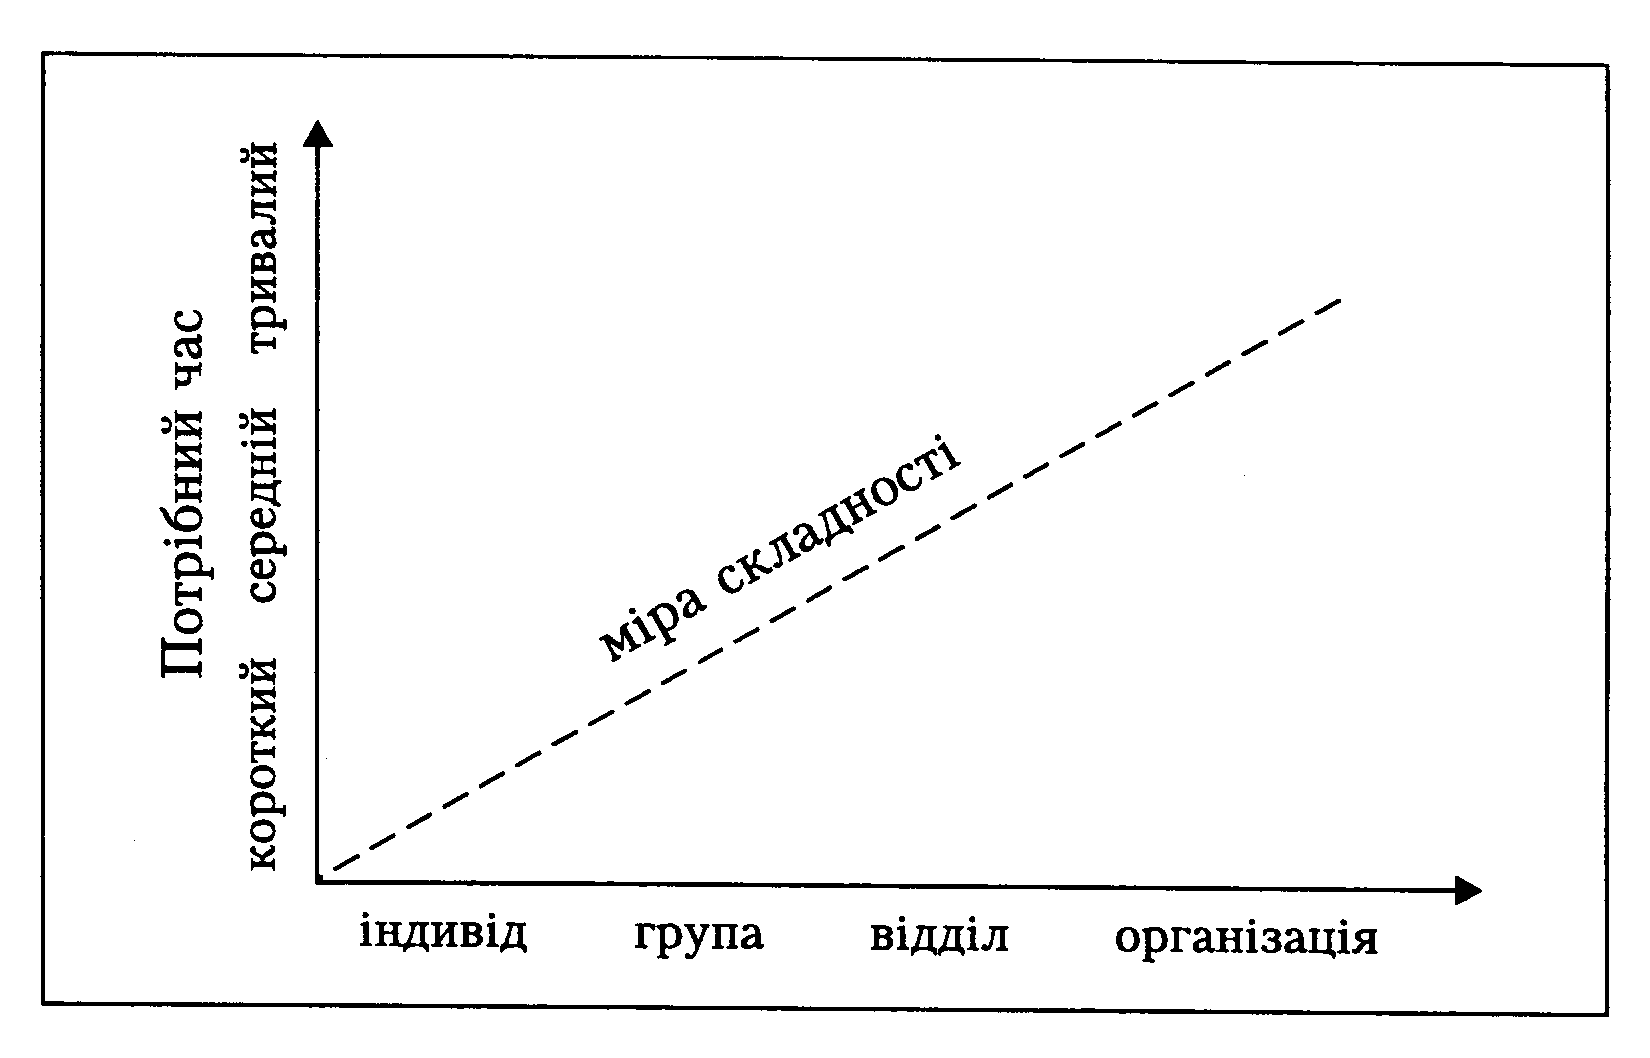 Потрібний час
короткий середній тривалий
міра складності
індивід група відділ організація